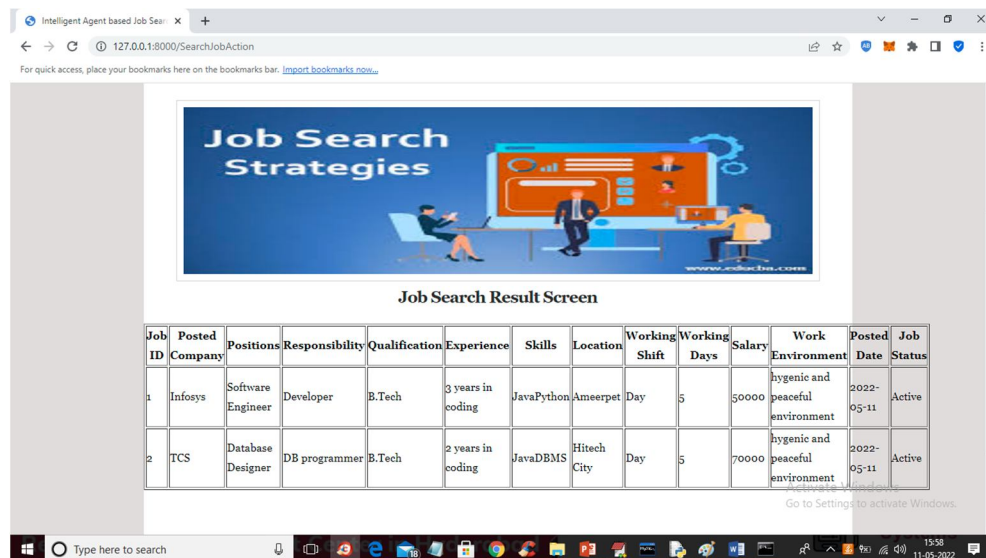 Intelligent Agent based Job Sear
127.0.0.1:8000/SearchJobAction
For quick access, place your bookmarks here on the bookmarks bar. Import bookmarks now...
Job Search
Strategies
www.educba.com
Job Search Result Screen
Job ID Posted Company Positions Responsibility Qualification Experience Skills Location Working Shift Working Days Salary Work Environment Posted Date Job Status
1 Infosys Software Engineer Developer B.Tech 3 years in coding JavaPython Ameerpet Day 5 50000 hygenic and peaceful environment 2022-05-11 Active
2 TCS Database Designer DB programmer B.Tech 2 years in coding JavaDBMS Hitech City Day 5 70000 hygenic and peaceful environment 2022-05-11 Active
Activate Windows
Go to Settings to activate Windows.
Type here to search
15:58
11-05-2022